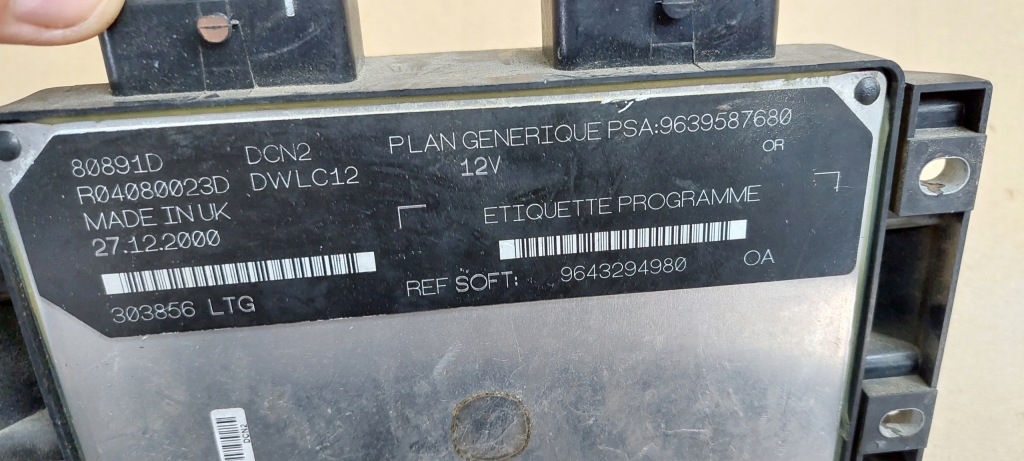 80891D DCN2 PLAN GENERIQUE PSA:9639587680
R04080023D DWLC12 12V OR
MADE IN UK
27.12.2000 ETIQUETTE PROGRAMME
303856 LTG REF SOFT: 9643294980 OA
DCN2